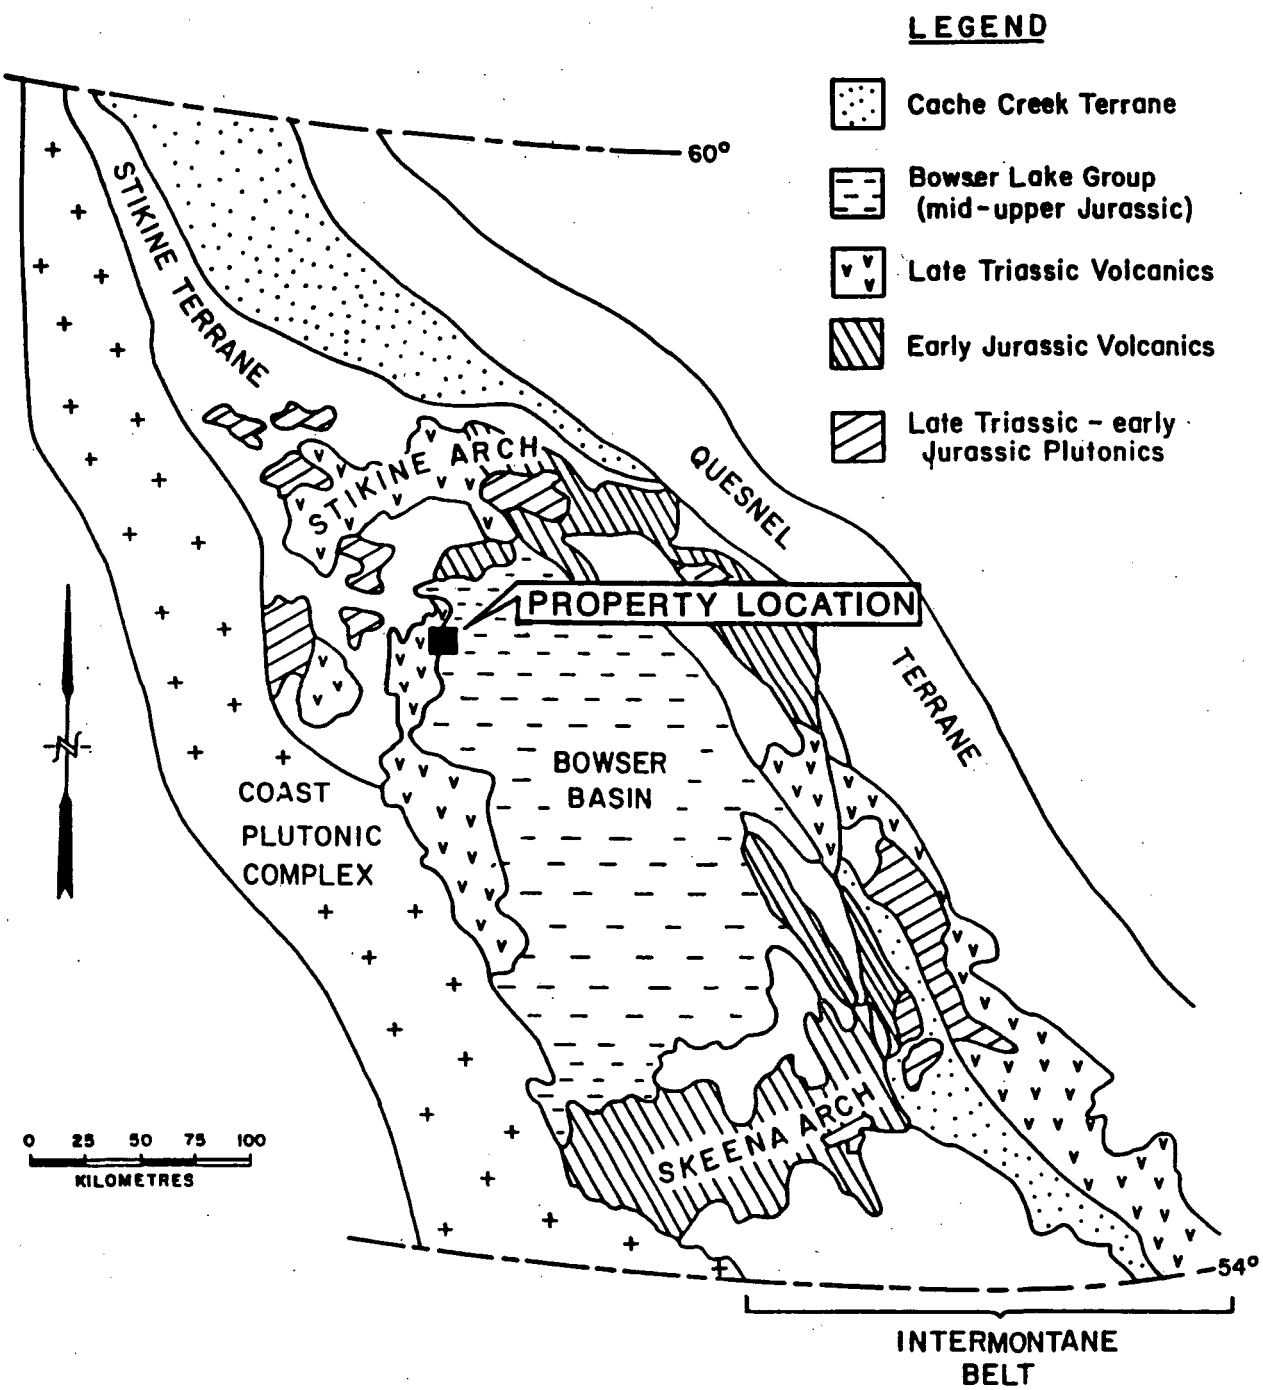 LEGEND
Cache Creek Terrane
Bowser Lake Group
(mid-upper Jurassic)
Late Triassic Volcanics
Early Jurassic Volcanics
Late Triassic - early
Jurassic Plutonics
60°
STIKINE TERRANE
STIKINE ARCH
QUESNEL
TERRANE
PROPERTY LOCATION
BOWSER
BASIN
COAST
PLUTONIC
COMPLEX
SKEENA ARCH
N
0 25 50 75 100
KILOMETRES
54°
INTERMONTANE
BELT